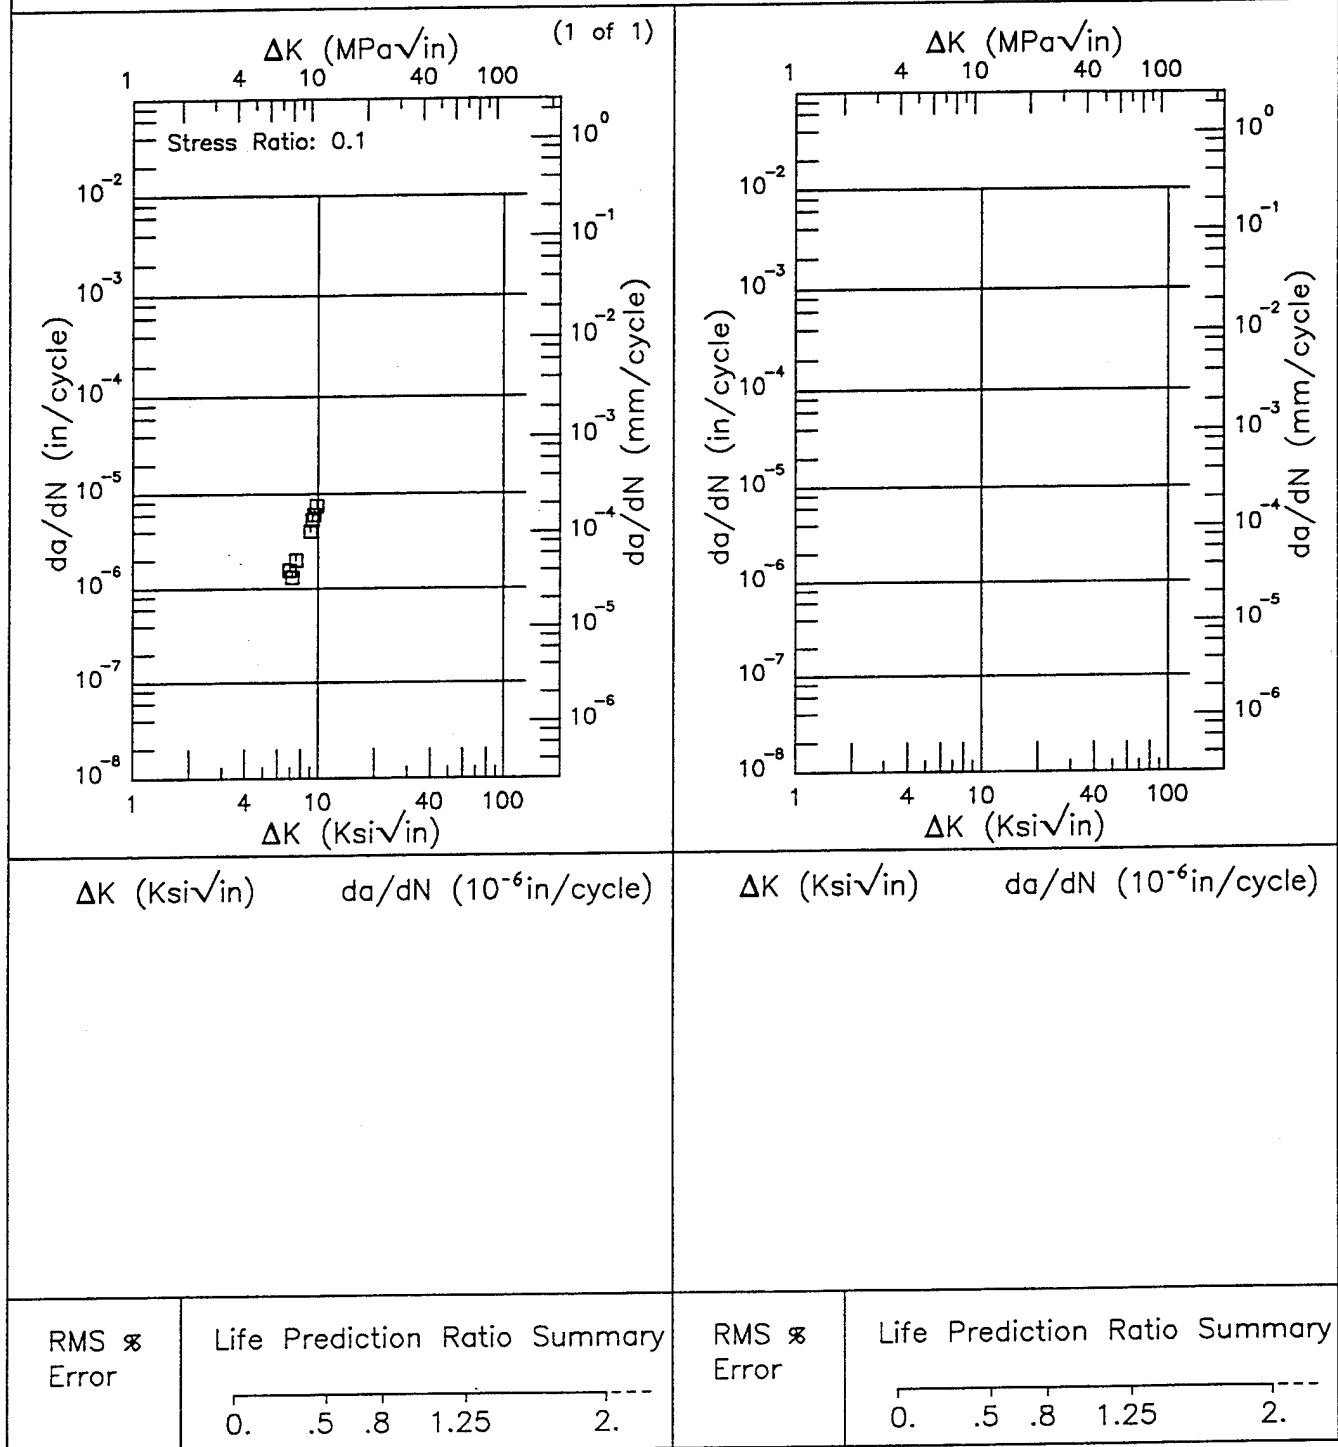 (1 of 1)
ΔK (MPa√in)
1 4 10 40 100
Stress Ratio: 0.1
da/dN (in/cycle)
10⁻²
10⁻³
10⁻⁴
10⁻⁵
10⁻⁶
10⁻⁷
10⁻⁸
10⁰
10⁻¹
10⁻²
10⁻³
10⁻⁴
10⁻⁵
10⁻⁶
da/dN (mm/cycle)
1 4 10 40 100
ΔK (Ksi√in)
ΔK (MPa√in)
1 4 10 40 100
da/dN (in/cycle)
10⁻²
10⁻³
10⁻⁴
10⁻⁵
10⁻⁶
10⁻⁷
10⁻⁸
10⁰
10⁻¹
10⁻²
10⁻³
10⁻⁴
10⁻⁵
10⁻⁶
da/dN (mm/cycle)
1 4 10 40 100
ΔK (Ksi√in)
ΔK (Ksi√in) da/dN (10⁻⁶in/cycle)
ΔK (Ksi√in) da/dN (10⁻⁶in/cycle)
RMS %
Error
Life Prediction Ratio Summary
0. .5 .8 1.25 2.
RMS %
Error
Life Prediction Ratio Summary
0. .5 .8 1.25 2.